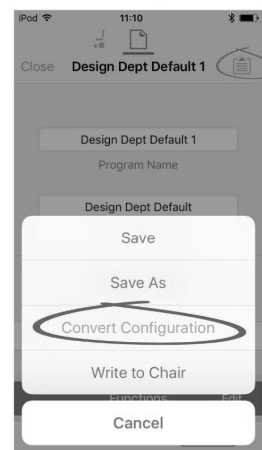 iPod 11:10
Close Design Dept Default 1
Design Dept Default 1
Program Name
Design Dept Default
Save
Save As
Convert Configuration
Write to Chair
Functions Edit
Cancel